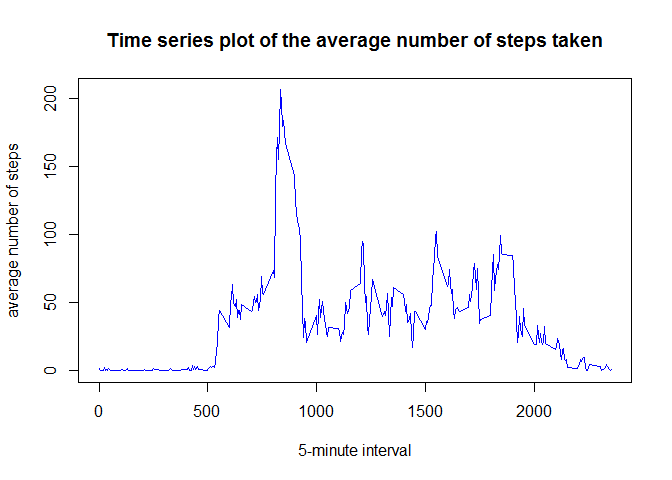 Time series plot of the average number of steps taken
average number of steps
200
150
100
50
0
0 500 1000 1500 2000
5-minute interval